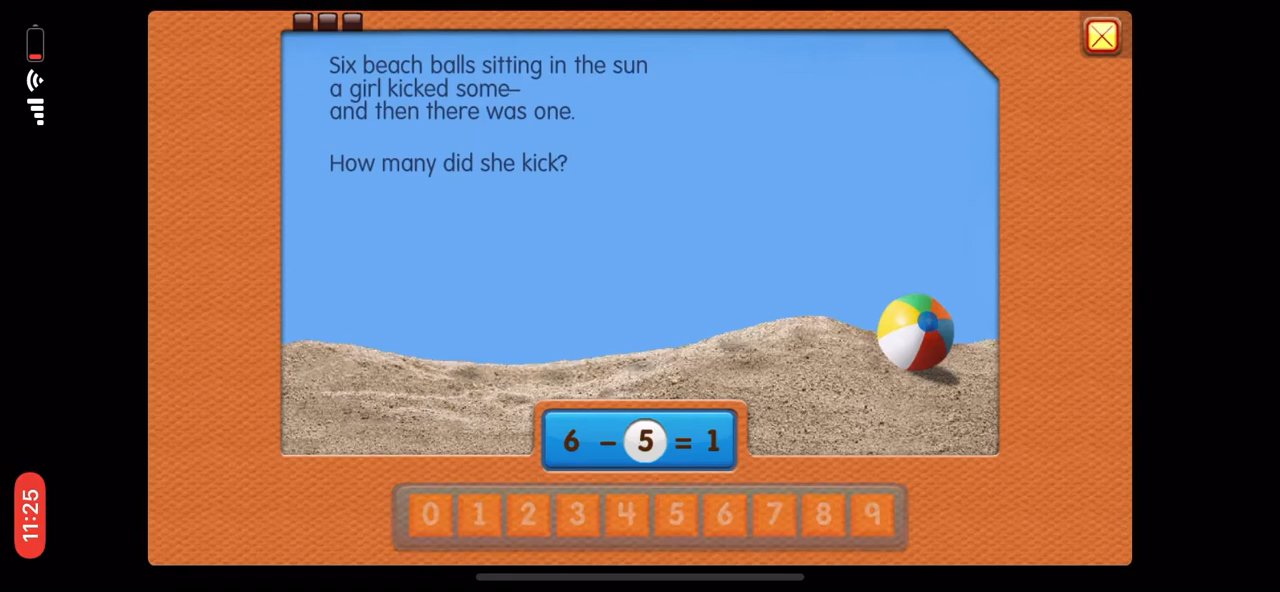 Six beach balls sitting in the sun
a girl kicked some–
and then there was one.
How many did she kick?
6 – 5 = 1
0 1 2 3 4 5 6 7 8 9
11:25